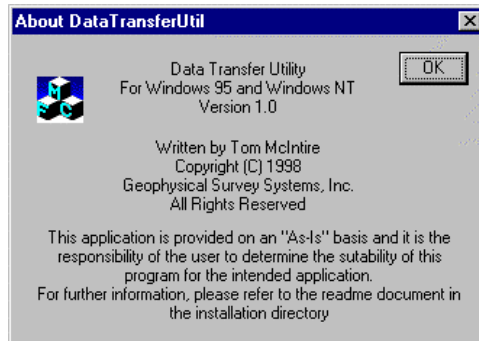 About DataTransferUtil
OK
Data Transfer Utility
For Windows 95 and Windows NT
Version 1.0
MFC
Written by Tom McIntire
Copyright (C) 1998
Geophysical Survey Systems, Inc.
All Rights Reserved
This application is provided on an "As-Is" basis and it is the
responsibility of the user to determine the sutability of this
program for the intended application.
For further information, please refer to the readme document in
the installation directory